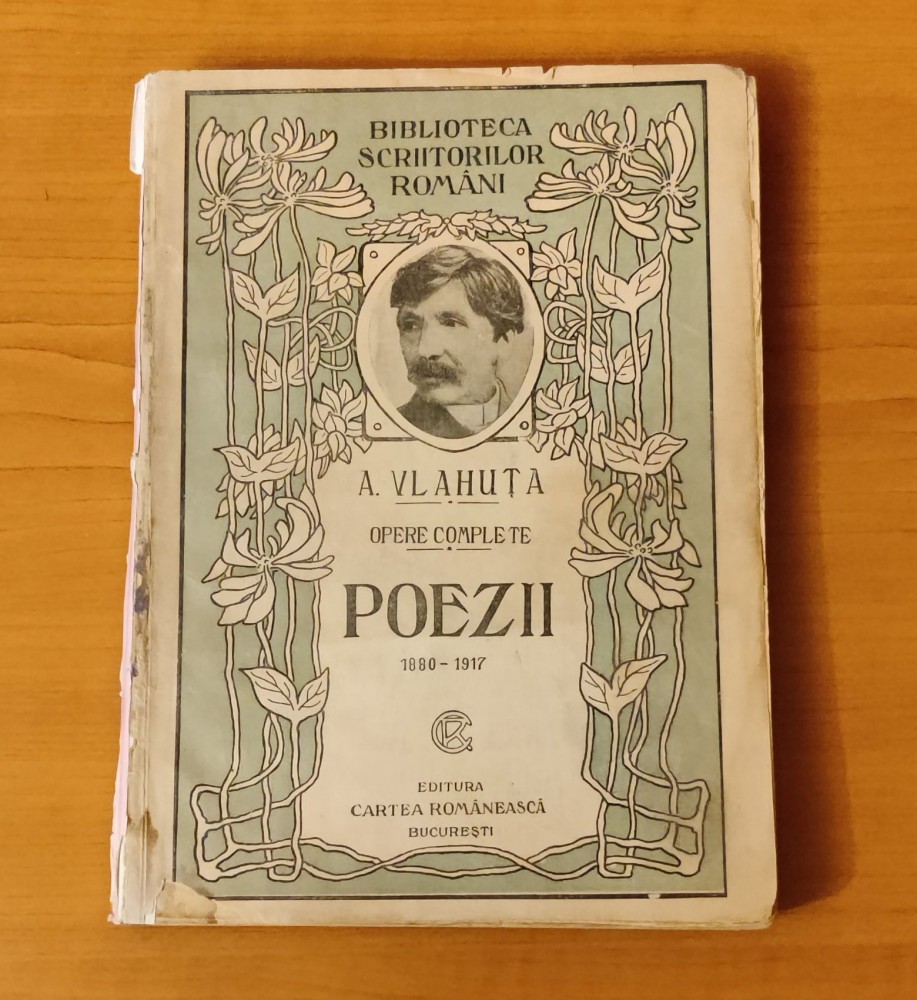 BIBLIOTECA
SCRIITORILOR
ROMÂNI
A. VLAHUȚA
OPERE COMPLETE
POEZII
1880 - 1917
CR
EDITURA
CARTEA ROMÂNEASCĂ
BUCUREȘTI